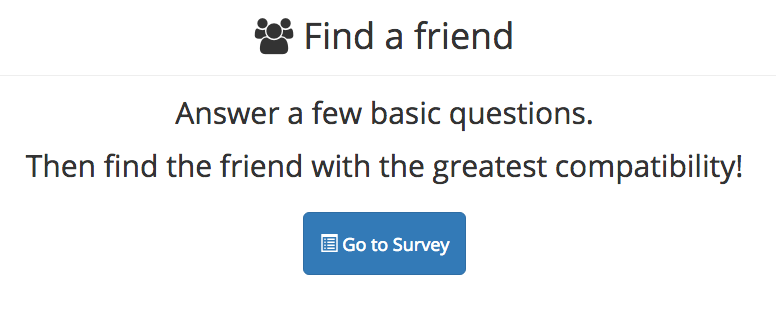 Find a friend
Answer a few basic questions.
Then find the friend with the greatest compatibility!
Go to Survey